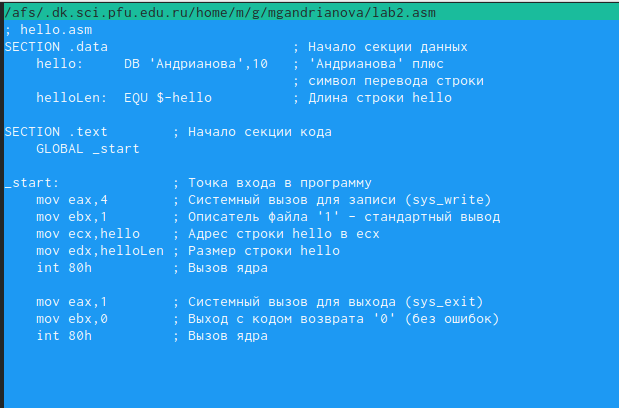 /afs/.dk.sci.pfu.edu.ru/home/m/g/mgandrianova/lab2.asm
; hello.asm
SECTION .data                       ; Начало секции данных
    hello:     DB 'Андрианова',10   ; 'Андрианова' плюс
                                    ; символ перевода строки
    helloLen:  EQU $-hello          ; Длина строки hello
SECTION .text        ; Начало секции кода
    GLOBAL _start
_start:              ; Точка входа в программу
    mov eax,4        ; Системный вызов для записи (sys_write)
    mov ebx,1        ; Описатель файла '1' - стандартный вывод
    mov ecx,hello    ; Адрес строки hello в ecx
    mov edx,helloLen ; Размер строки hello
    int 80h          ; Вызов ядра
    mov eax,1        ; Системный вызов для выхода (sys_exit)
    mov ebx,0        ; Выход с кодом возврата '0' (без ошибок)
    int 80h          ; Вызов ядра